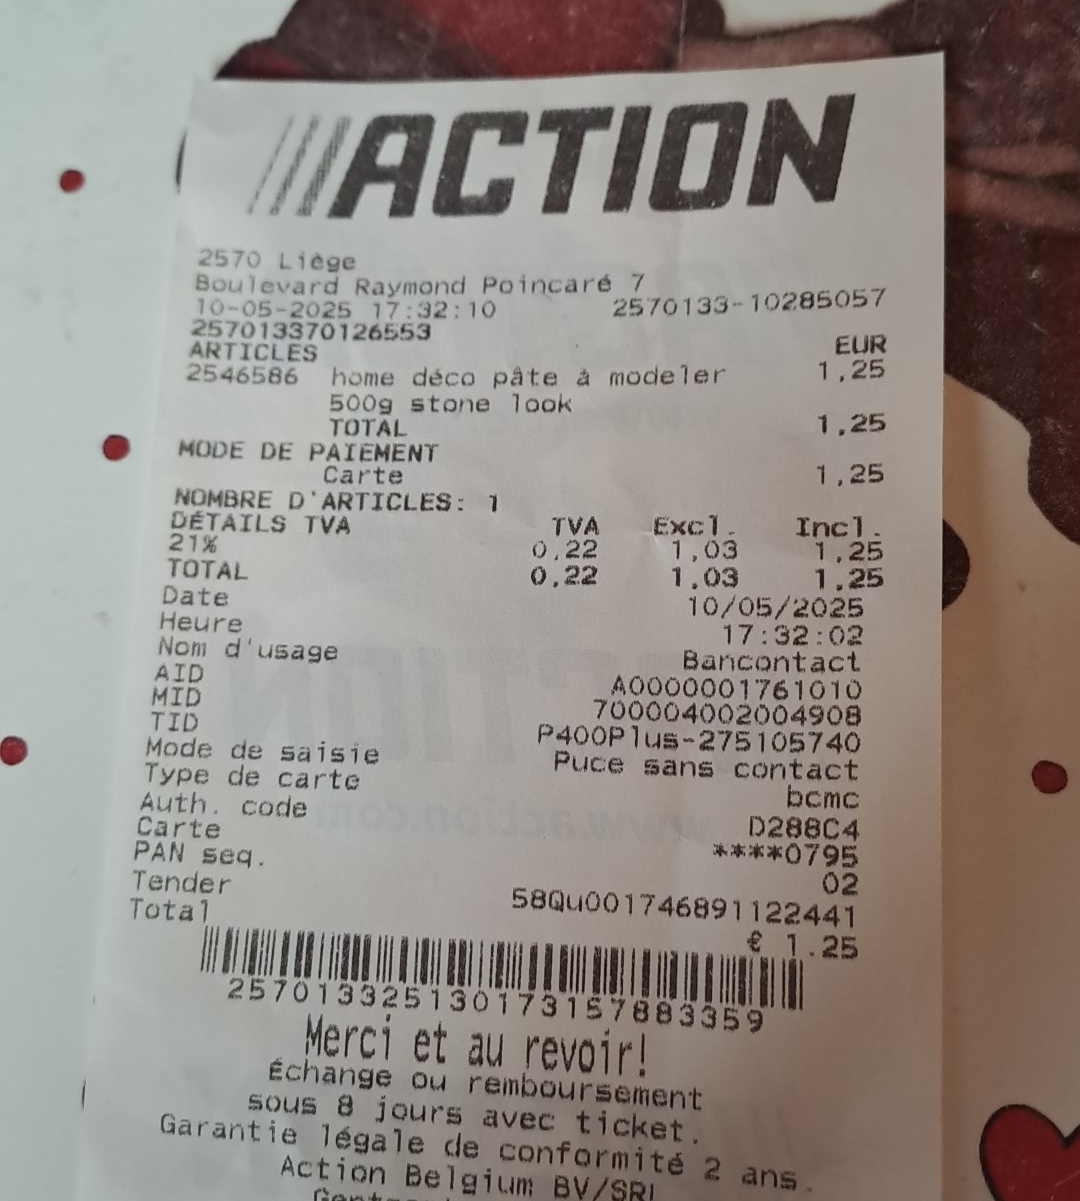 ///ACTION
2570 Liège
Boulevard Raymond Poincaré 7
10-05-2025 17:32:10 2570133-10285057
257013370126553
ARTICLES EUR
2546586 home déco pâte à modeler 1,25
500g stone look
TOTAL 1,25
MODE DE PAIEMENT
Carte 1,25
NOMBRE D'ARTICLES: 1
DÉTAILS TVA TVA Excl. Incl.
21% 0,22 1,03 1,25
TOTAL 0,22 1,03 1,25
Date 10/05/2025
Heure 17:32:02
Nom d'usage Bancontact
AID A0000001761010
MID 700004002004908
TID P400Plus-275105740
Mode de saisie Puce sans contact
Type de carte bcmc
Auth. code D288C4
Carte ****0795
PAN seq. 02
Tender 58Qu001746891122441
Total € 1.25
2570133251301731578833​59
Merci et au revoir!
Échange ou remboursement
sous 8 jours avec ticket.
Garantie légale de conformité 2 ans.
Action Belgium BV/SRL